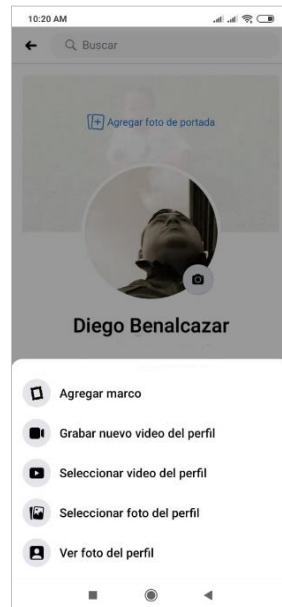 10:20 AM
Buscar
Agregar foto de portada
Diego Benalcazar
Agregar marco
Grabar nuevo video del perfil
Seleccionar video del perfil
Seleccionar foto del perfil
Ver foto del perfil